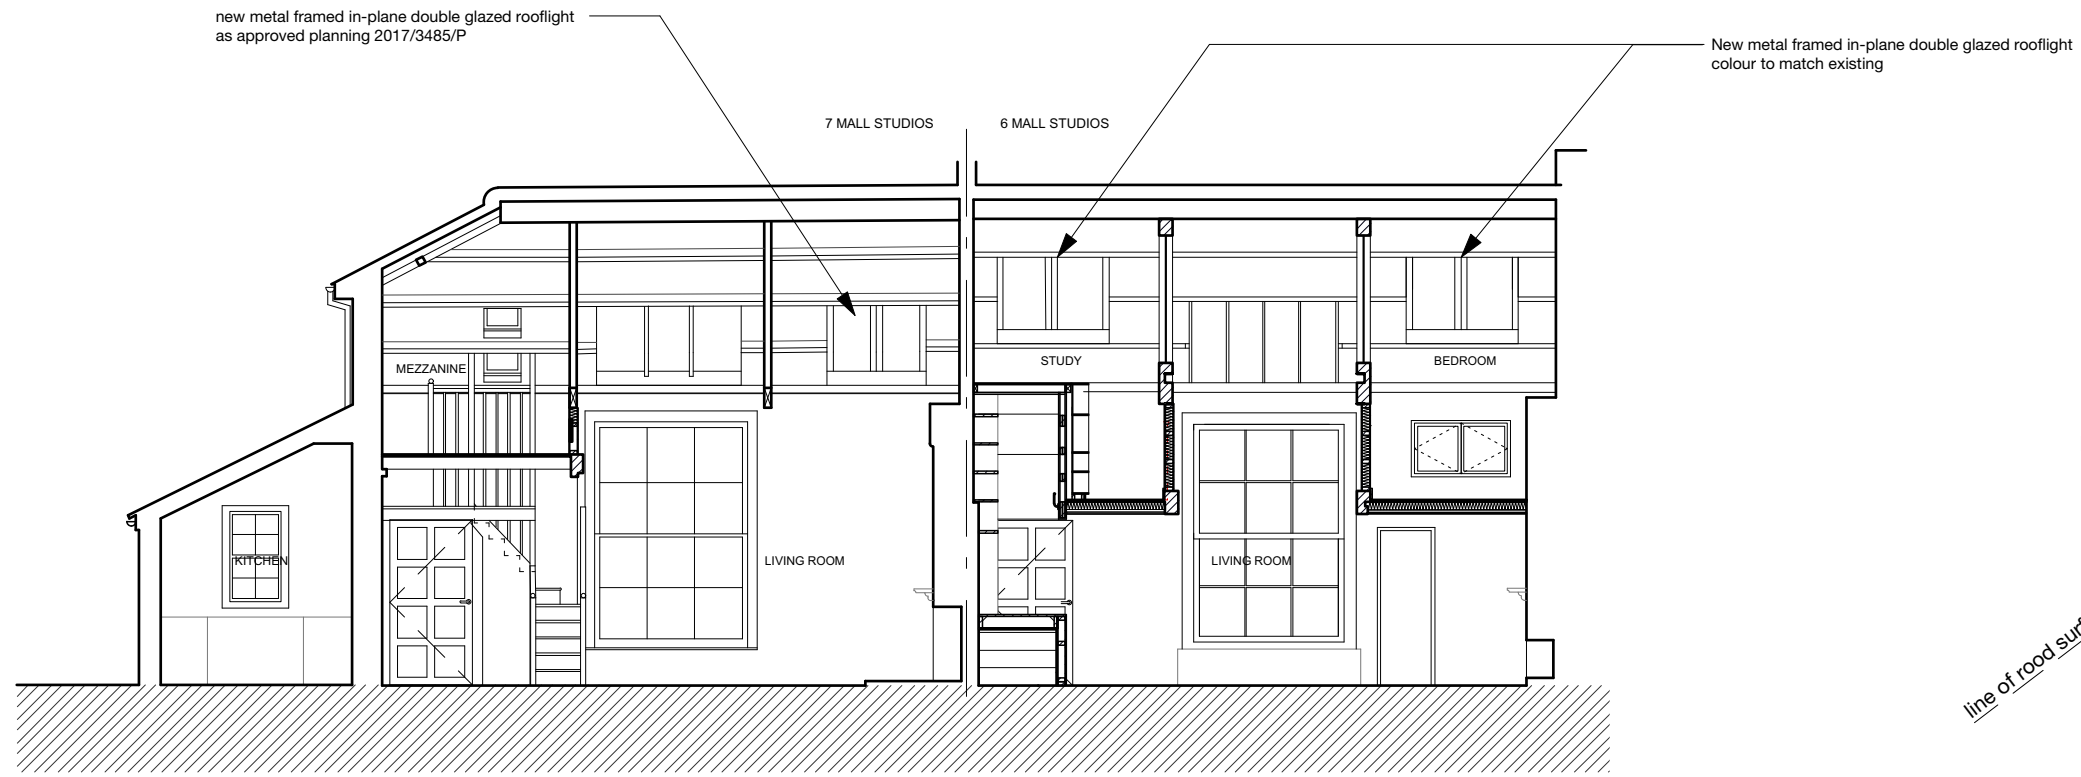 new metal framed in-plane double glazed rooflight
as approved planning 2017/3485/P
New metal framed in-plane double glazed rooflight
colour to match existing
7 MALL STUDIOS
6 MALL STUDIOS
MEZZANINE
STUDY
BEDROOM
KITCHEN
LIVING ROOM
LIVING ROOM
line of rood